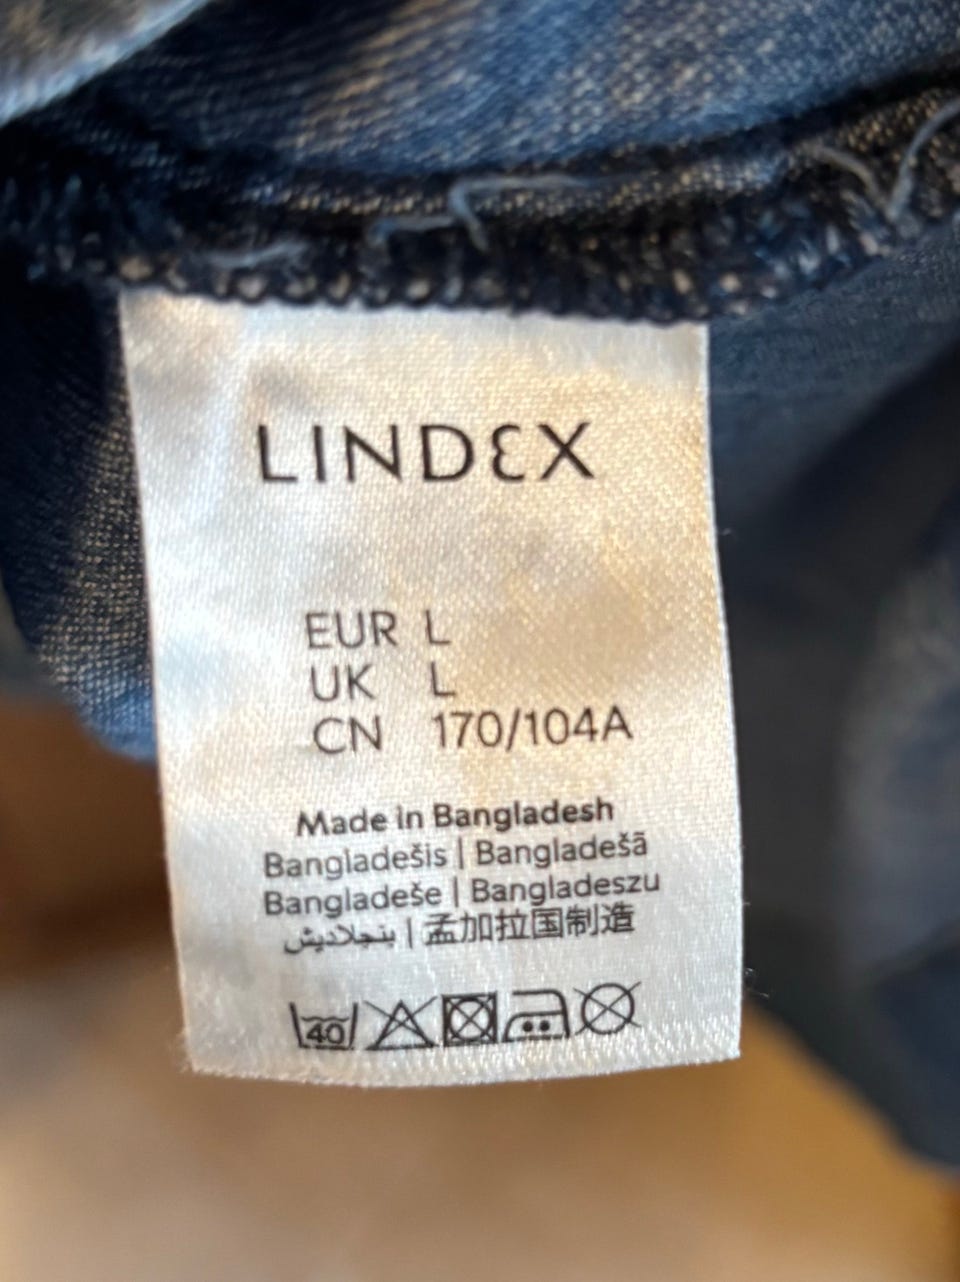 LINDEX
EUR L
UK L
CN 170/104A
Made in Bangladesh
Bangladešis | Bangladešā
Bangladeše | Bangladeszu
بنجلاديش | 孟加拉国制造
40